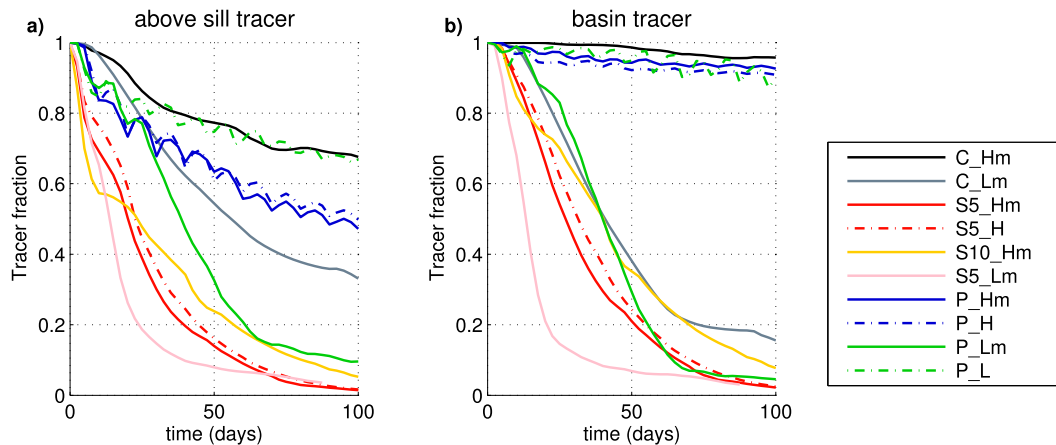 a) above sill tracer
1
0.8
0.6
0.4
0.2
0
Tracer fraction
0 50 100
time (days)
b) basin tracer
1
0.8
0.6
0.4
0.2
0
Tracer fraction
0 50 100
time (days)
C_Hm
C_Lm
S5_Hm
S5_H
S10_Hm
S5_Lm
P_Hm
P_H
P_Lm
P_L